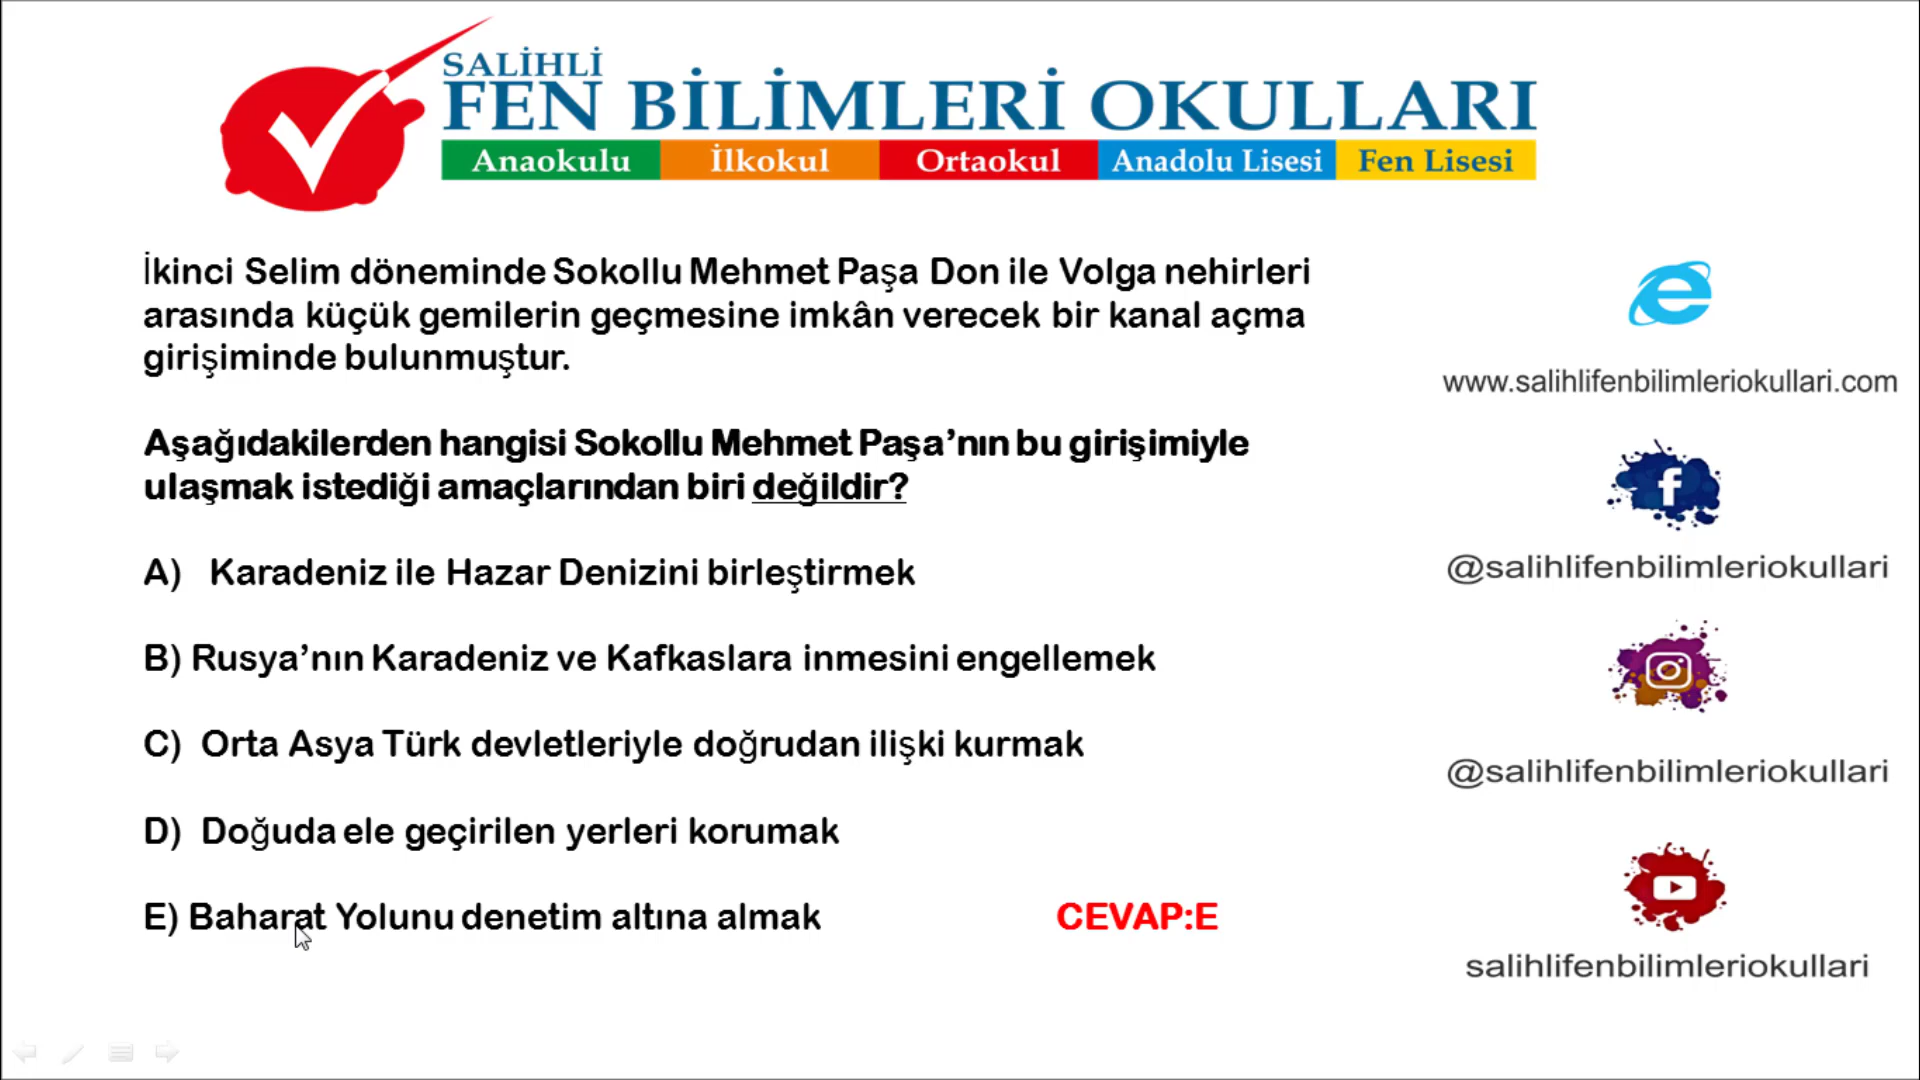 SALİHLİ
FEN BİLİMLERİ OKULLARI
Anaokulu İlkokul Ortaokul Anadolu Lisesi Fen Lisesi
İkinci Selim döneminde Sokollu Mehmet Paşa Don ile Volga nehirleri
arasında küçük gemilerin geçmesine imkân verecek bir kanal açma
girişiminde bulunmuştur.
Aşağıdakilerden hangisi Sokollu Mehmet Paşa’nın bu girişimiyle
ulaşmak istediği amaçlarından biri değildir?
A) Karadeniz ile Hazar Denizini birleştirmek
B) Rusya’nın Karadeniz ve Kafkaslara inmesini engellemek
C) Orta Asya Türk devletleriyle doğrudan ilişki kurmak
D) Doğuda ele geçirilen yerleri korumak
E) Baharat Yolunu denetim altına almak
CEVAP:E
www.salihlifenbilimleriokullari.com
@salihlifenbilimleriokullari
@salihlifenbilimleriokullari
salihlifenbilimleriokullari